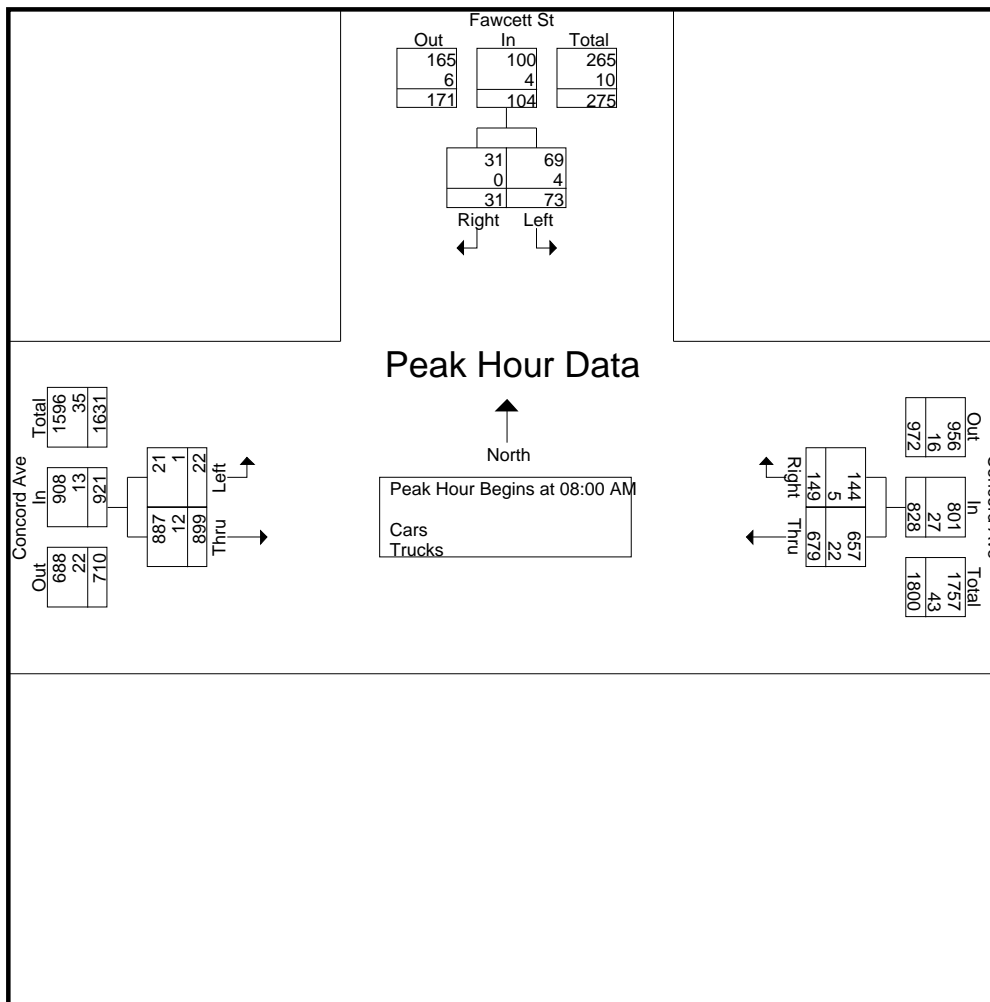 Fawcett St
Out In Total
165 100 265
6 4 10
171 104 275
31 69
0 4
31 73
Right Left
Peak Hour Data
North
Peak Hour Begins at 08:00 AM
Cars
Trucks
Concord Ave
Out In Total
688 908 1596
22 13 35
710 921 1631
21 887
1 12
22 899
Left Thru
Out In Total
956 801 1757
16 27 43
972 828 1800
144 657
5 22
149 679
Right Thru